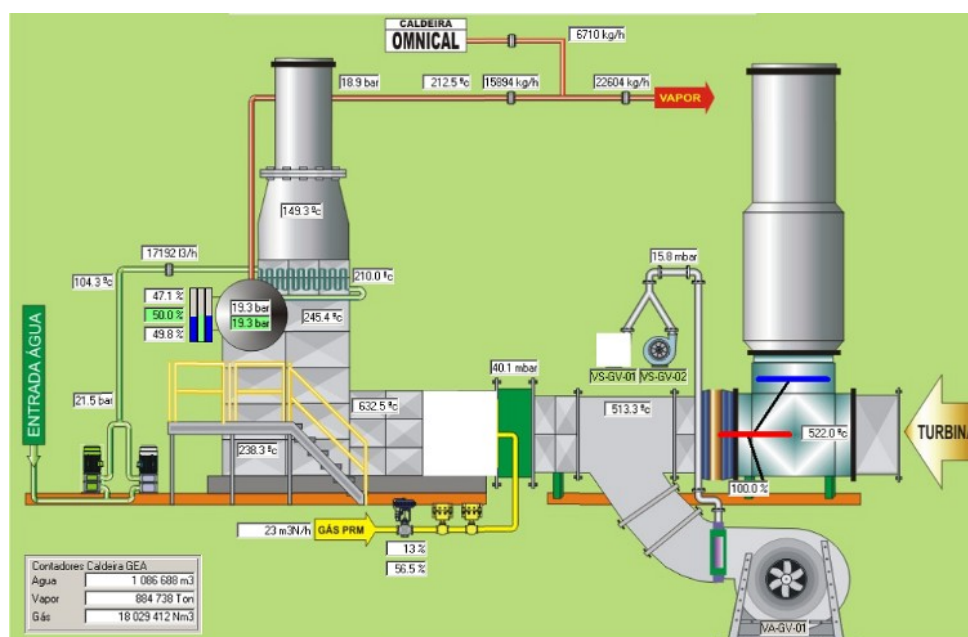 CALDEIRA
OMNICAL
6710 kg/h
18.9 bar
212.5 ºc
15894 kg/h
22604 kg/h
VAPOR
149.3 ºc
17192 l3/h
104.3 ºc
210.0 ºc
15.8 mbar
47.1 %
50.0 %
49.8 %
19.3 bar
19.3 bar
245.4 ºc
ENTRADA ÁGUA
VS-GV-01
VS-GV-02
40.1 mbar
21.5 bar
632.5 ºc
513.3 ºc
522.0 ºc
TURBINA
238.3 ºc
100.0 %
23 m3N/h
GÁS PRM
13 %
56.5 %
Contadores Caldeira GEA
Agua 1 086 688 m3
Vapor 884 738 Ton
Gás 18 029 412 Nm3
VA-GV-01